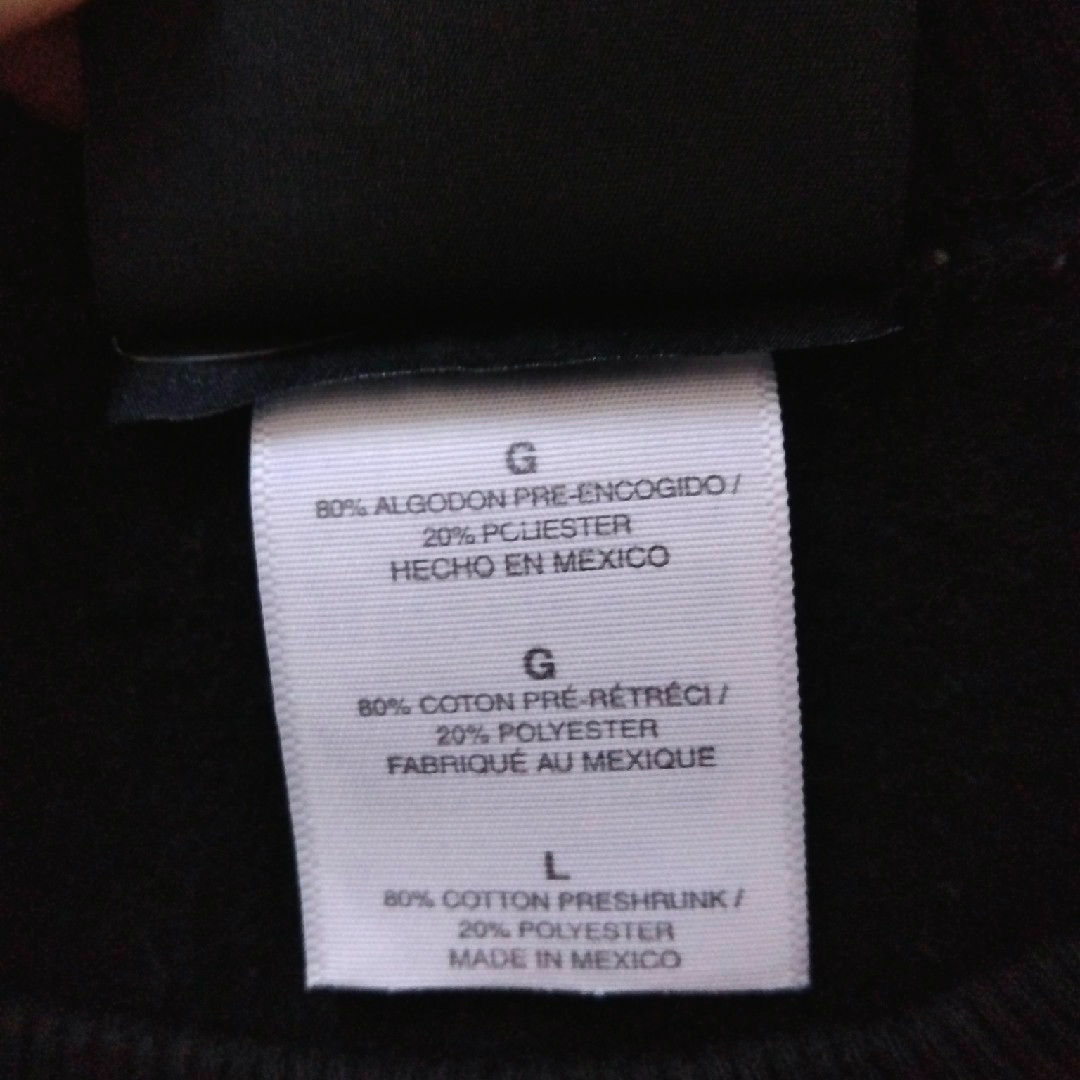 G
80% ALGODON PRE-ENCOGIDO /
20% POLIESTER
HECHO EN MEXICO
G
80% COTON PRÉ-RÉTRÉCI /
20% POLYESTER
FABRIQUÉ AU MEXIQUE
L
80% COTTON PRESHRUNK /
20% POLYESTER
MADE IN MEXICO